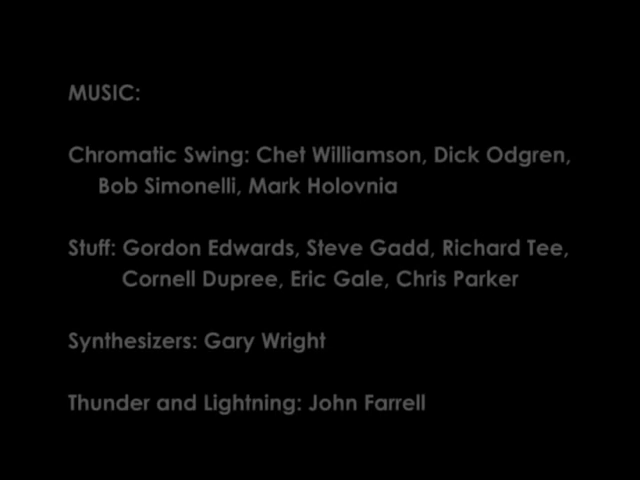 MUSIC:
Chromatic Swing: Chet Williamson, Dick Odgren,
Bob Simonelli, Mark Holovnia
Stuff: Gordon Edwards, Steve Gadd, Richard Tee,
Cornell Dupree, Eric Gale, Chris Parker
Synthesizers: Gary Wright
Thunder and Lightning: John Farrell